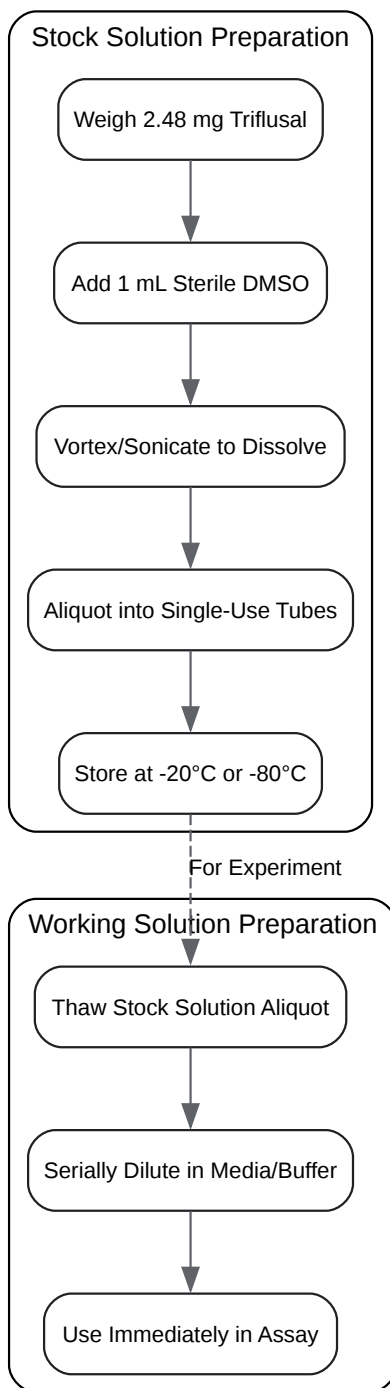 Stock Solution Preparation
Weigh 2.48 mg Triflusal
Add 1 mL Sterile DMSO
Vortex/Sonicate to Dissolve
Aliquot into Single-Use Tubes
Store at -20°C or -80°C
For Experiment
Working Solution Preparation
Thaw Stock Solution Aliquot
Serially Dilute in Media/Buffer
Use Immediately in Assay